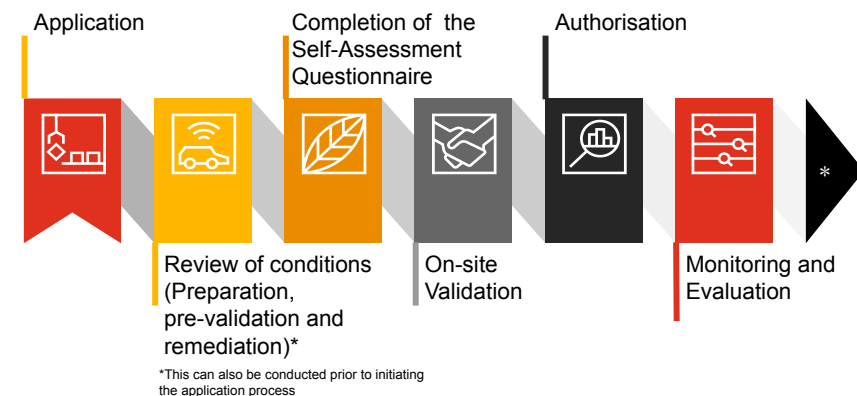 Application
Completion of the
Self-Assessment
Questionnaire
Authorisation
*
Review of conditions
(Preparation,
pre-validation and
remediation)*
*This can also be conducted prior to initiating
the application process
On-site
Validation
Monitoring and
Evaluation